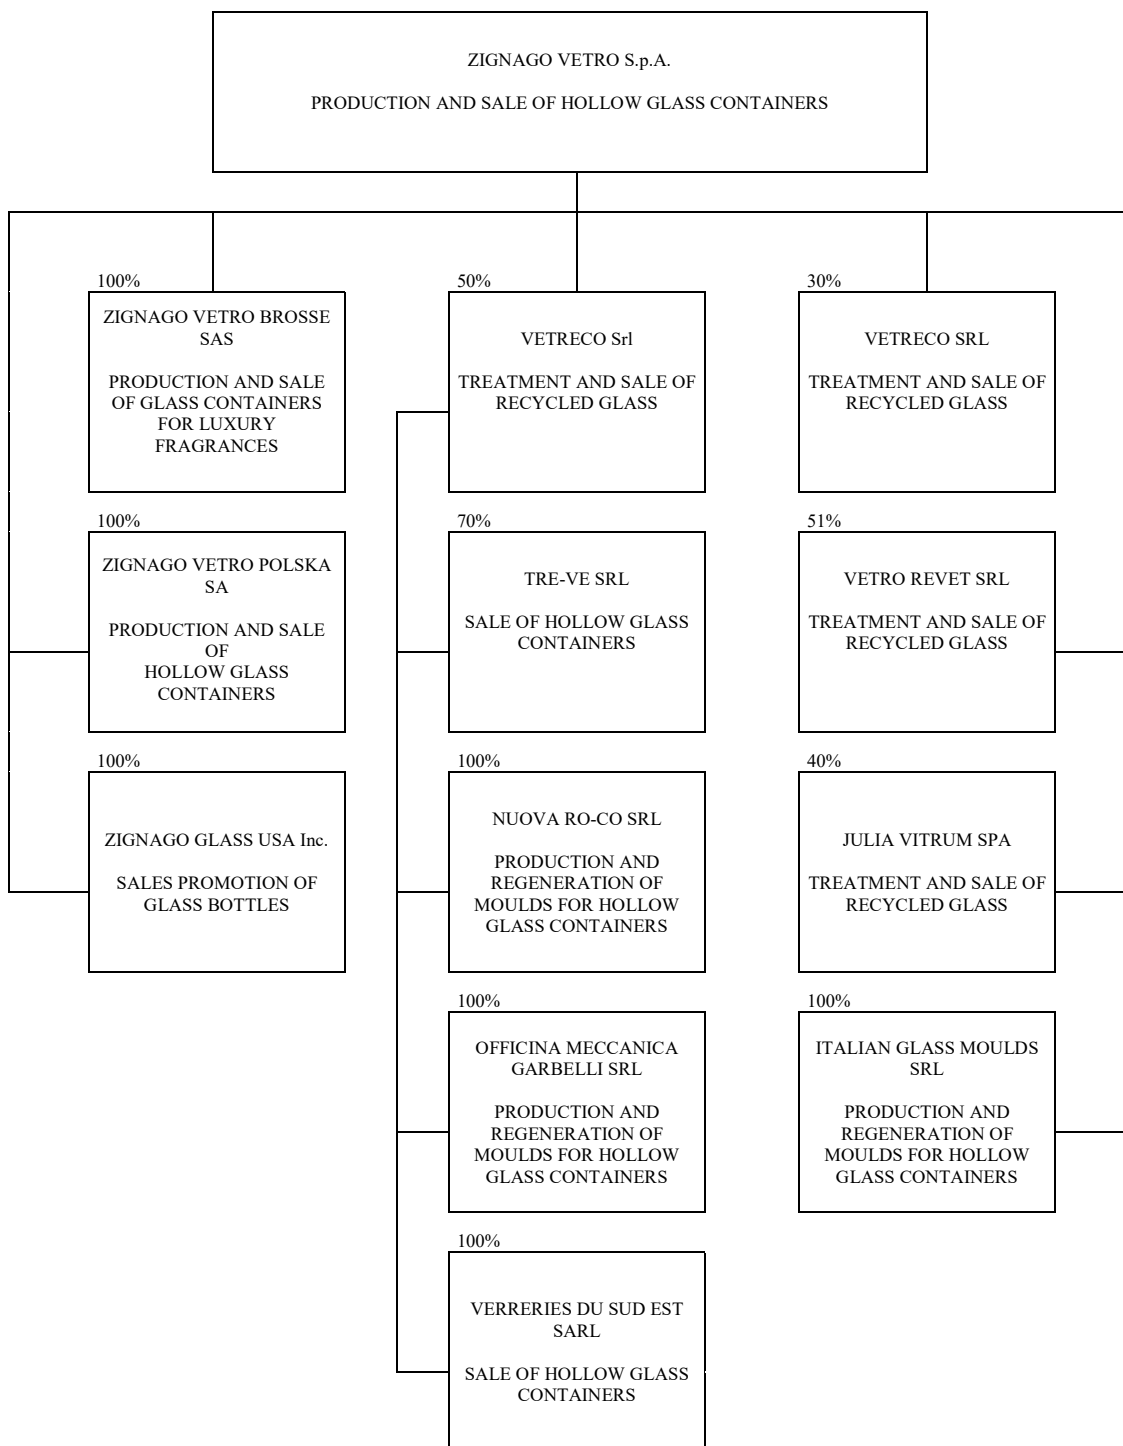 ZIGNAGO VETRO S.p.A.
PRODUCTION AND SALE OF HOLLOW GLASS CONTAINERS
100%
ZIGNAGO VETRO BROSSE
SAS
PRODUCTION AND SALE
OF GLASS CONTAINERS
FOR LUXURY
FRAGRANCES
50%
VETRECO Srl
TREATMENT AND SALE OF
RECYCLED GLASS
30%
VETRECO SRL
TREATMENT AND SALE OF
RECYCLED GLASS
100%
ZIGNAGO VETRO POLSKA
SA
PRODUCTION AND SALE
OF
HOLLOW GLASS
CONTAINERS
70%
TRE-VE SRL
SALE OF HOLLOW GLASS
CONTAINERS
51%
VETRO REVET SRL
TREATMENT AND SALE OF
RECYCLED GLASS
100%
ZIGNAGO GLASS USA Inc.
SALES PROMOTION OF
GLASS BOTTLES
100%
NUOVA RO-CO SRL
PRODUCTION AND
REGENERATION OF
MOULDS FOR HOLLOW
GLASS CONTAINERS
40%
JULIA VITRUM SPA
TREATMENT AND SALE OF
RECYCLED GLASS
100%
OFFICINA MECCANICA
GARBELLI SRL
PRODUCTION AND
REGENERATION OF
MOULDS FOR HOLLOW
GLASS CONTAINERS
100%
ITALIAN GLASS MOULDS
SRL
PRODUCTION AND
REGENERATION OF
MOULDS FOR HOLLOW
GLASS CONTAINERS
100%
VERRERIES DU SUD EST
SARL
SALE OF HOLLOW GLASS
CONTAINERS